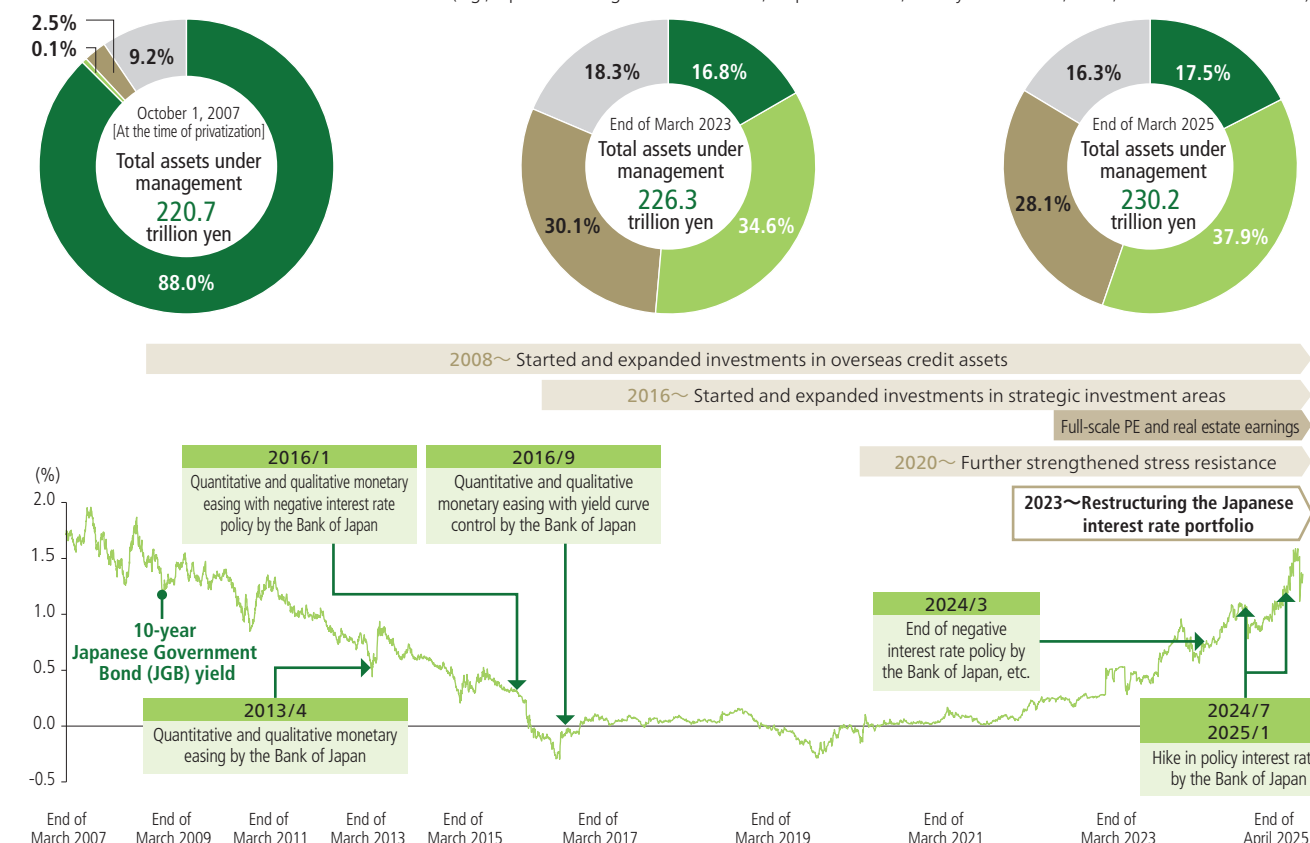 2.5%
0.1%
9.2%
October 1, 2007
[At the time of privatization]
Total assets under
management
220.7
trillion yen
88.0%
18.3%
16.8%
End of March 2023
Total assets under
management
226.3
trillion yen
30.1%
34.6%
16.3%
17.5%
End of March 2025
Total assets under
management
230.2
trillion yen
28.1%
37.9%
2008~ Started and expanded investments in overseas credit assets
2016~ Started and expanded investments in strategic investment areas
Full-scale PE and real estate earnings
2020~ Further strengthened stress resistance
2023~Restructuring the Japanese
interest rate portfolio
(%)
2.0
1.5
1.0
0.5
0.0
-0.5
2016/1
Quantitative and qualitative monetary
easing with negative interest rate
policy by the Bank of Japan
2016/9
Quantitative and qualitative
monetary easing with yield curve
control by the Bank of Japan
10-year
Japanese Government
Bond (JGB) yield
2013/4
Quantitative and qualitative monetary
easing by the Bank of Japan
2024/3
End of negative
interest rate policy by
the Bank of Japan, etc.
2024/7
2025/1
Hike in policy interest rat
by the Bank of Japan
End of
March 2007
End of
March 2009
End of
March 2011
End of
March 2013
End of
March 2015
End of
March 2017
End of
March 2019
End of
March 2021
End of
March 2023
End of
April 2025